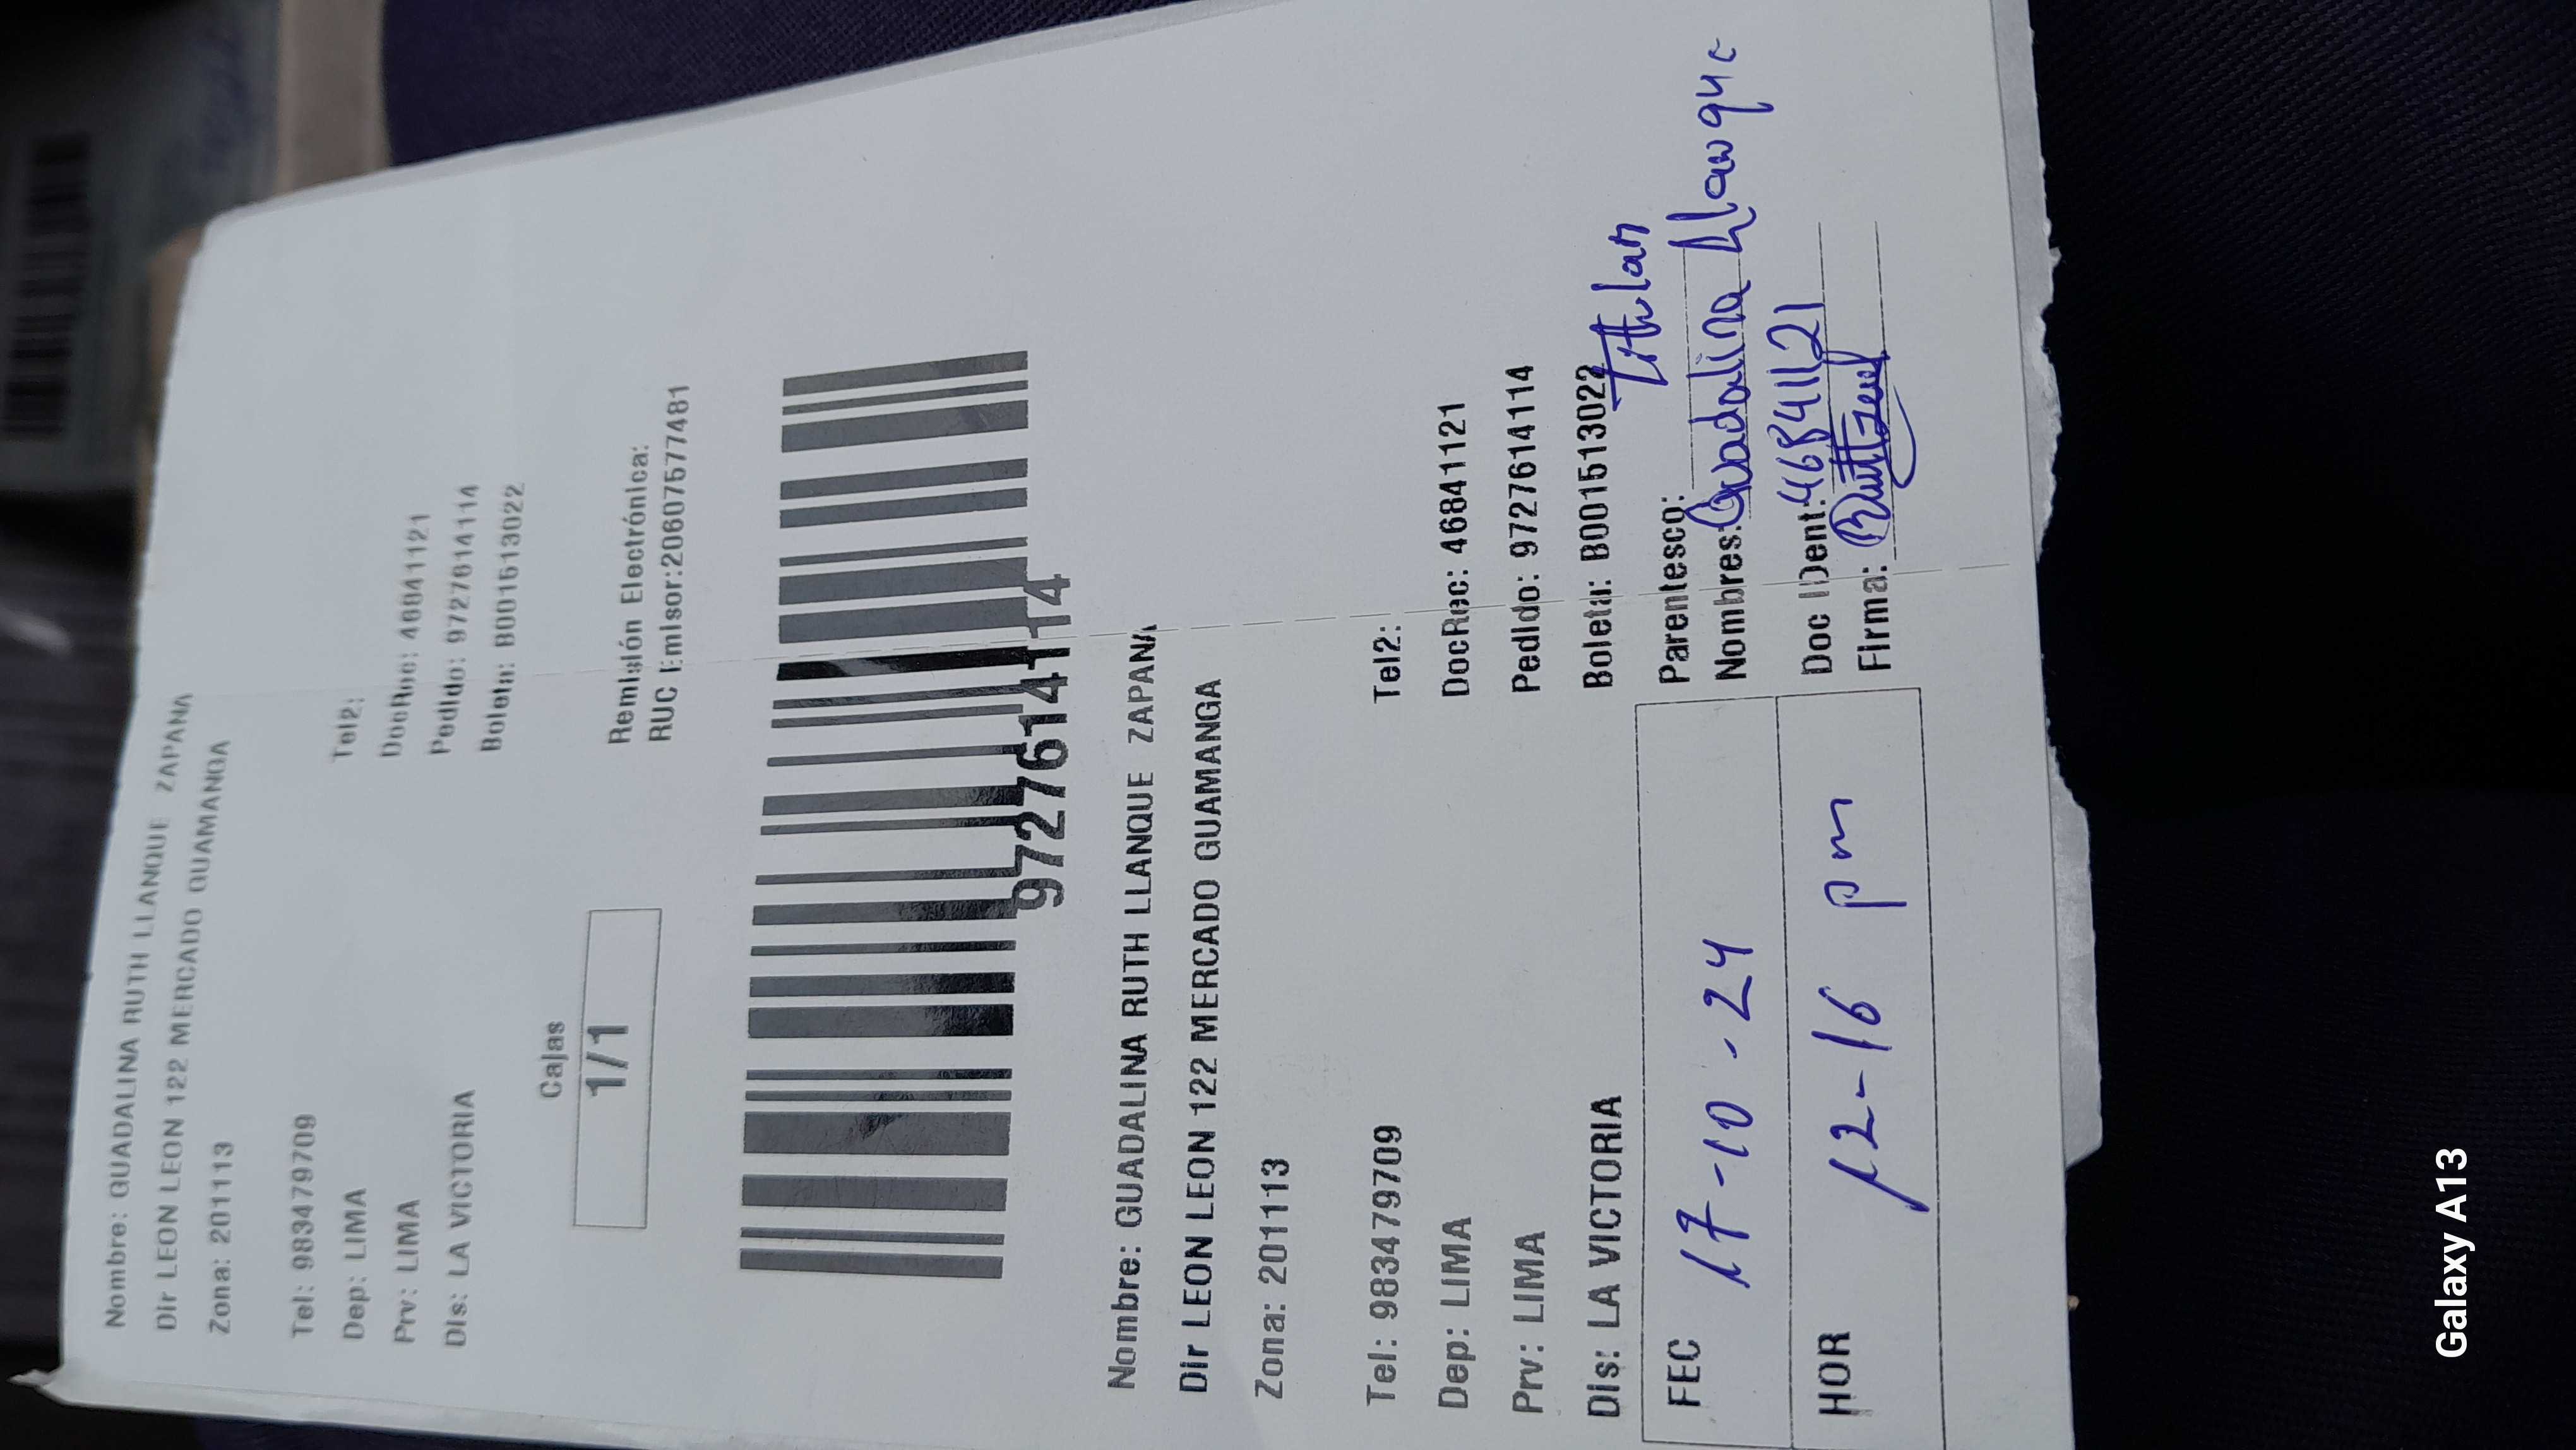 Nombre: GUADALINA RUTH LLANQUE ZAPANA
Dir LEON LEON 122 MERCADO GUAMANGA
Zona: 201113
Tel: 983479709
Tel2:
Dep: LIMA
DocRec: 46841121
Prv: LIMA
Pedido: 9727614114
Dis: LA VICTORIA
Boleta: B001513022
Cajas
1/1
Remisión Electrónica:
RUC Emisor:20607577481
9727614114
Nombre: GUADALINA RUTH LLANQUE ZAPANA
Dir LEON LEON 122 MERCADO GUAMANGA
Zona: 201113
Tel: 983479709
Tel2:
Dep: LIMA
DocRec: 46841121
Prv: LIMA
Pedido: 9727614114
Dis: LA VICTORIA
Boleta: B001513022
FEC 17-10-24
Parentesco: Titular
Nombres: Guadalina Llanque
HOR 12-16 pm
Doc IDent: 46841121
Firma:
Galaxy A13